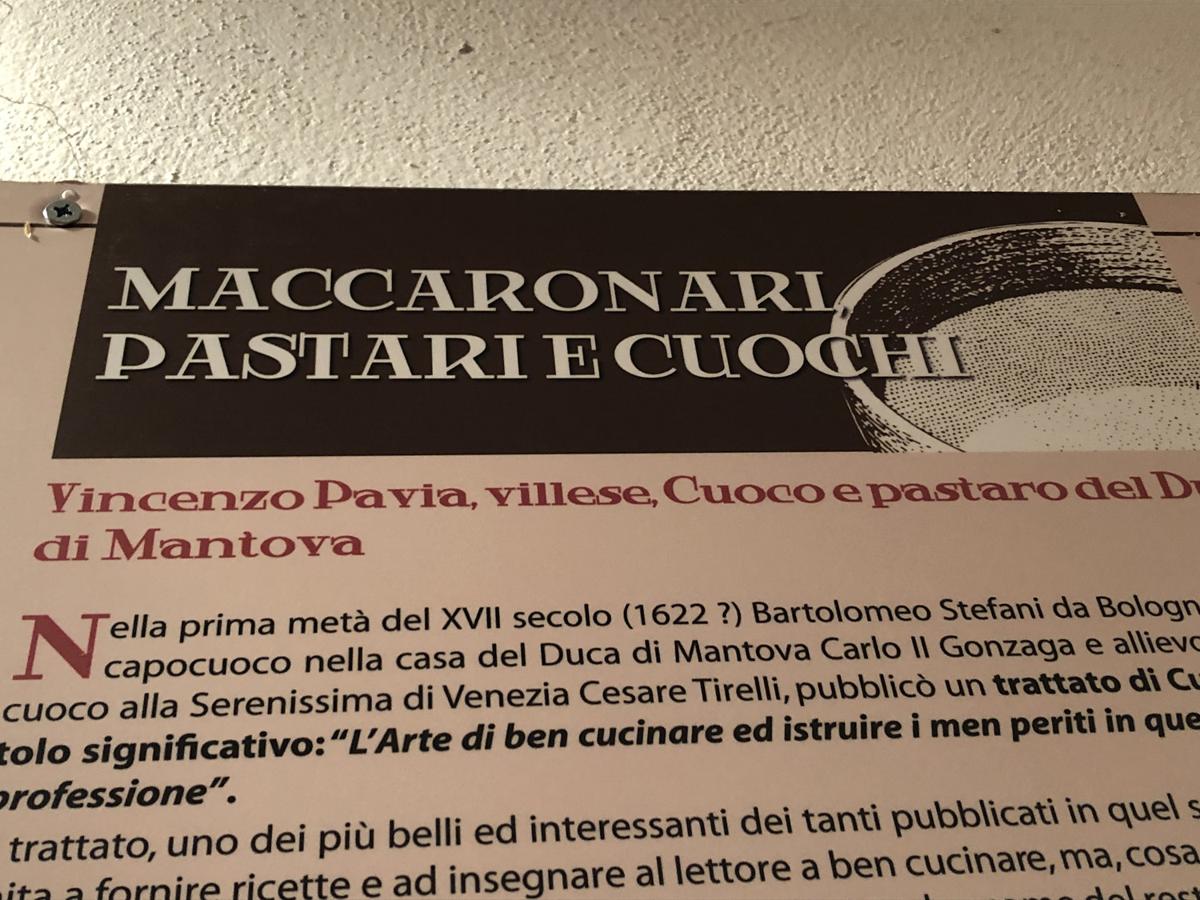 MACCARONARI,
PASTARI E CUOCHI
Vincenzo Pavia, villese, Cuoco e pastaro del
di Mantova
Nella prima metà del XVII secolo (1622 ?) Bartolomeo Stefani da
capocuoco nella casa del Duca di Mantova Carlo II Gonzaga e
cuoco alla Serenissima di Venezia Cesare Tirelli, pubblicò un trattato di
significativo: "L'Arte di ben cucinare ed istruire i men periti in
professione".
trattato, uno dei più belli ed interessanti dei tanti pubblicati in quel
a fornire ricette e ad insegnare al lettore a ben cucinare, ma, cosa